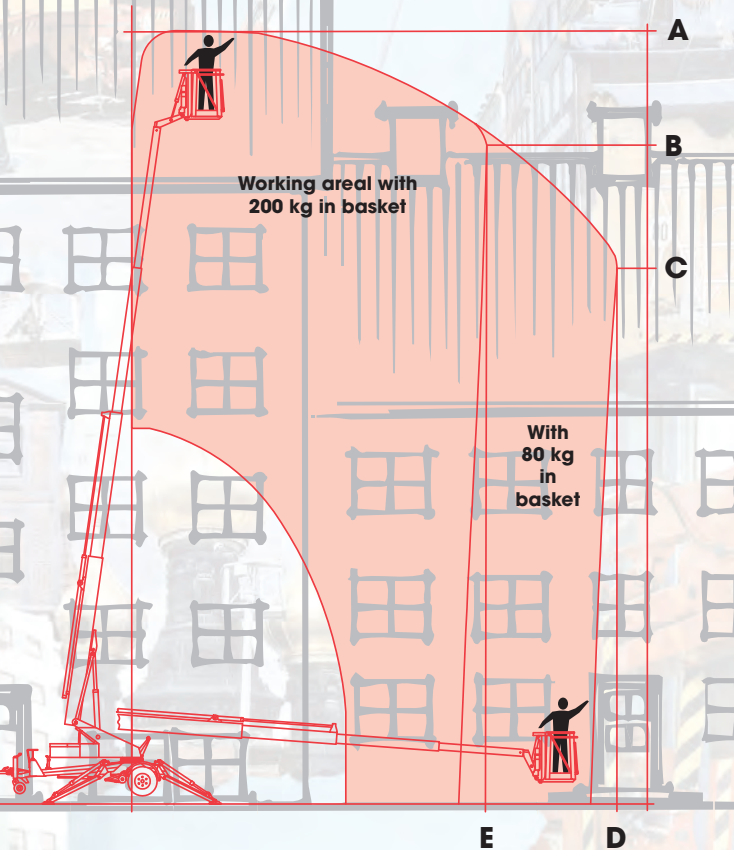 A
B
Working areal with
200 kg in basket
C
With
80 kg
in
basket
E
D